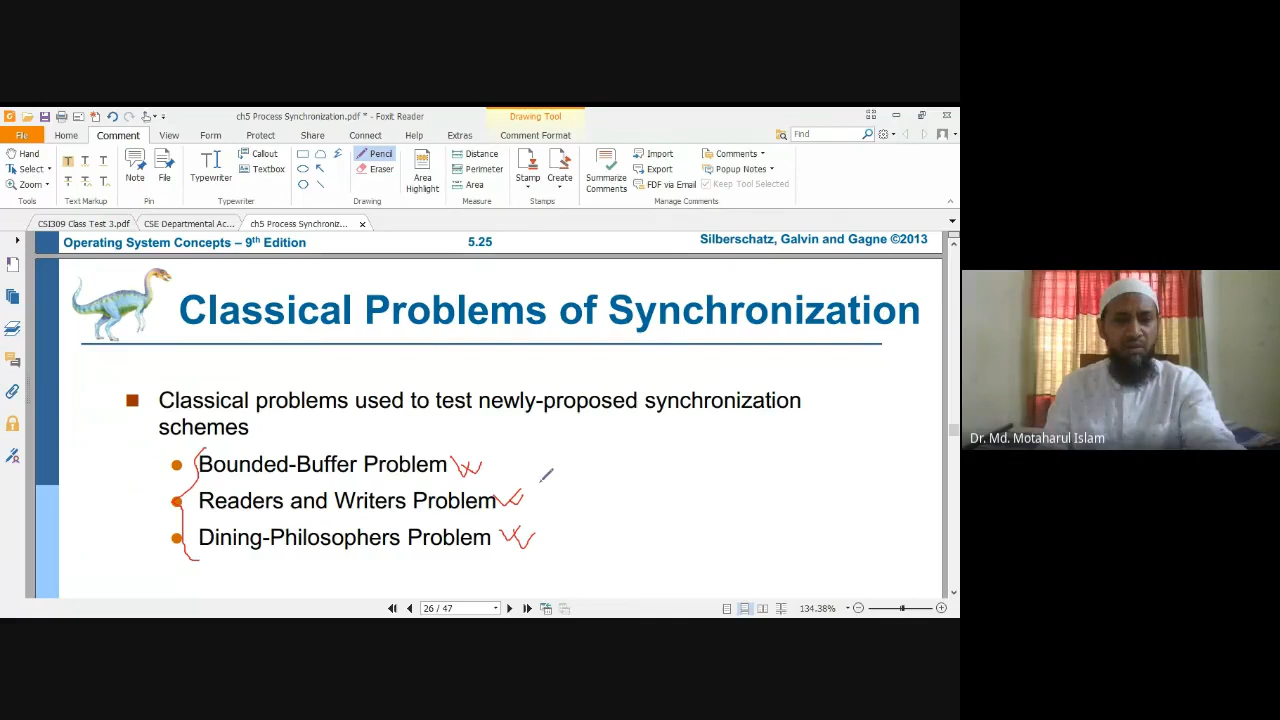 ch5 Process Synchronization.pdf * - Foxit Reader
Drawing Tool
File Home Comment View Form Protect Share Connect Help Extras Comment Format
Find
Hand
Select
Zoom
Tools
Text Markup
Note
File
Pin
Typewriter
Callout
Textbox
Typewriter
Pencil
Eraser
Drawing
Area Highlight
Distance
Perimeter
Area
Measure
Stamp
Create
Stamps
Summarize Comments
Import
Export
FDF via Email
Comments
Popup Notes
Keep Tool Selected
Manage Comments
CSI309 Class Test 3.pdf
CSE Departmental Ac...
ch5 Process Synchroniz...
Operating System Concepts – 9th Edition
5.25
Silberschatz, Galvin and Gagne ©2013
Classical Problems of Synchronization
Classical problems used to test newly-proposed synchronization
schemes
Bounded-Buffer Problem
Readers and Writers Problem
Dining-Philosophers Problem
26 / 47
134.38%
Dr. Md. Motaharul Islam